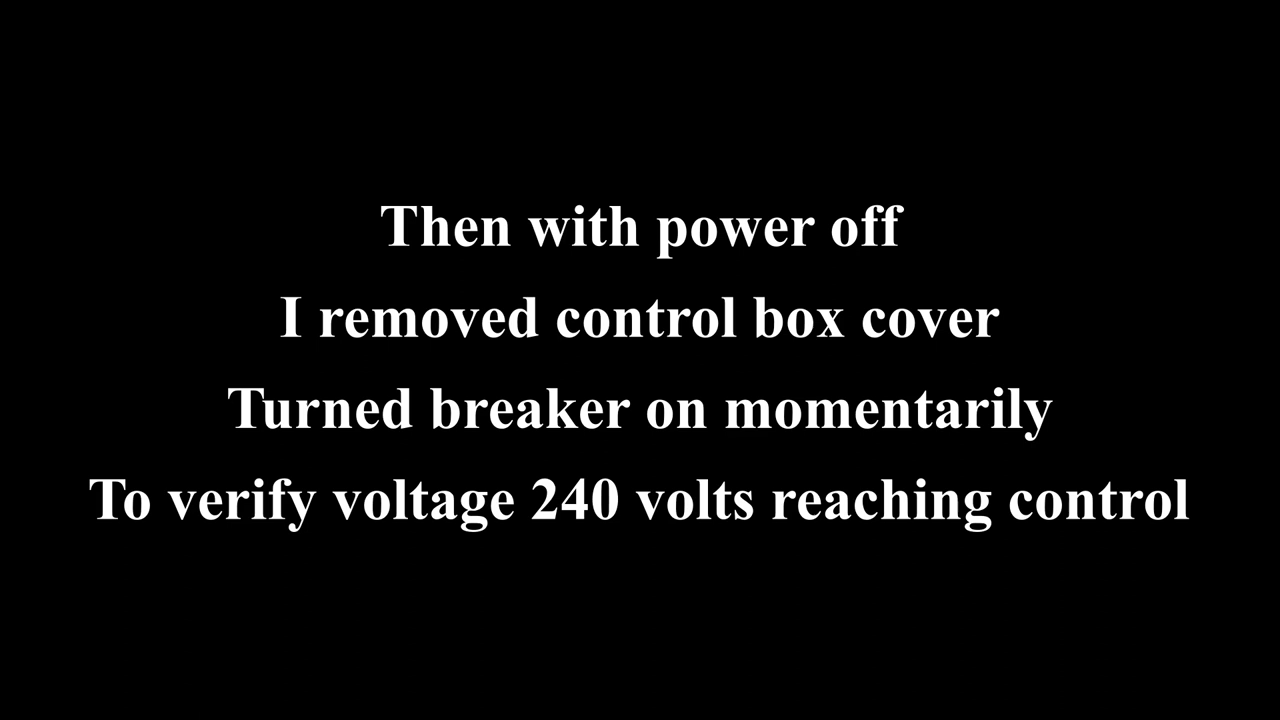 Then with power off
I removed control box cover
Turned breaker on momentarily
To verify voltage 240 volts reaching control